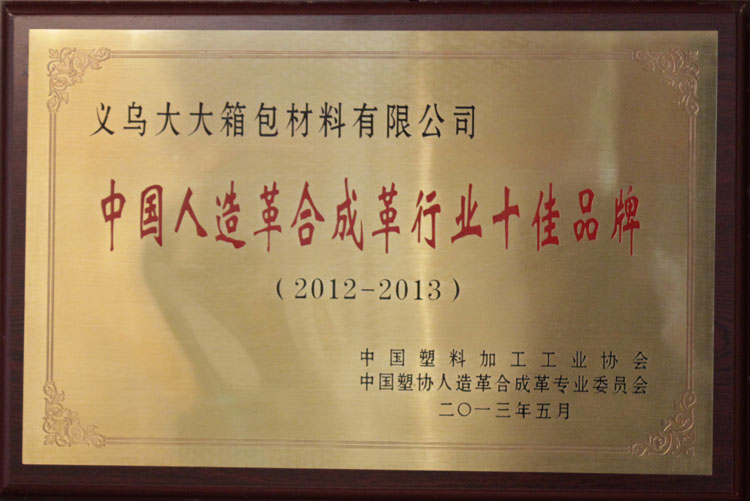 义乌大大箱包材料有限公司
中国人造革合成革行业十佳品牌
(2012-2013)
中国塑料加工工业协会
中国塑协人造革合成革专业委员会
二〇一三年五月